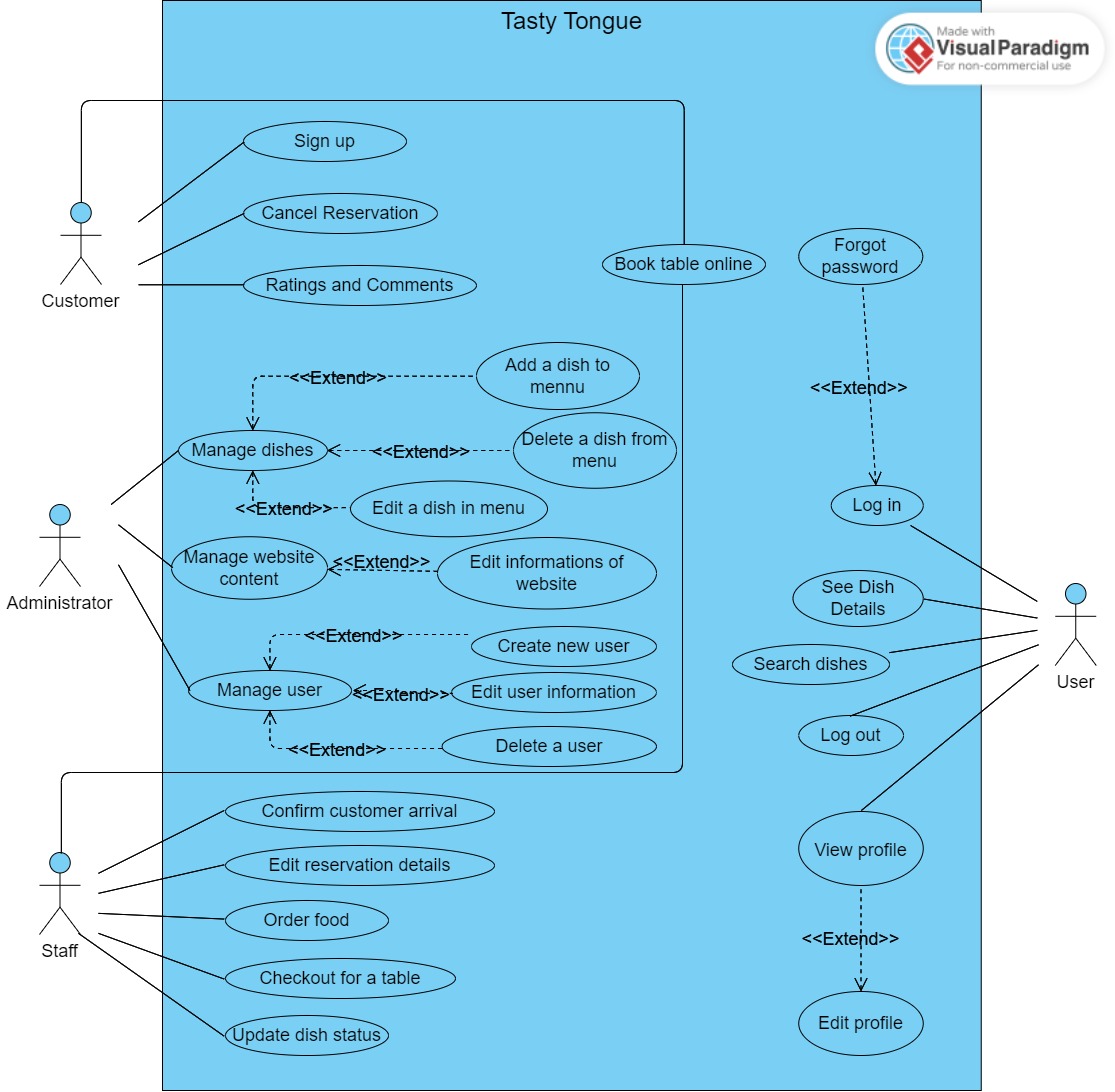 Tasty Tongue
Made with
VisualParadigm
For non-commercial use
Sign up
Cancel Reservation
Ratings and Comments
Customer
Book table online
Forgot
password
<<Extend>>
Log in
Add a dish to
mennu
<<Extend>>
Manage dishes
<<Extend>>
Delete a dish from
menu
<<Extend>>
Edit a dish in menu
Manage website
content
<<Extend>>
Edit informations of
website
Administrator
<<Extend>>
Create new user
Manage user
<<Extend>>
Edit user information
<<Extend>>
Delete a user
See Dish
Details
Search dishes
User
Log out
Confirm customer arrival
Edit reservation details
Order food
Staff
Checkout for a table
Update dish status
View profile
<<Extend>>
Edit profile